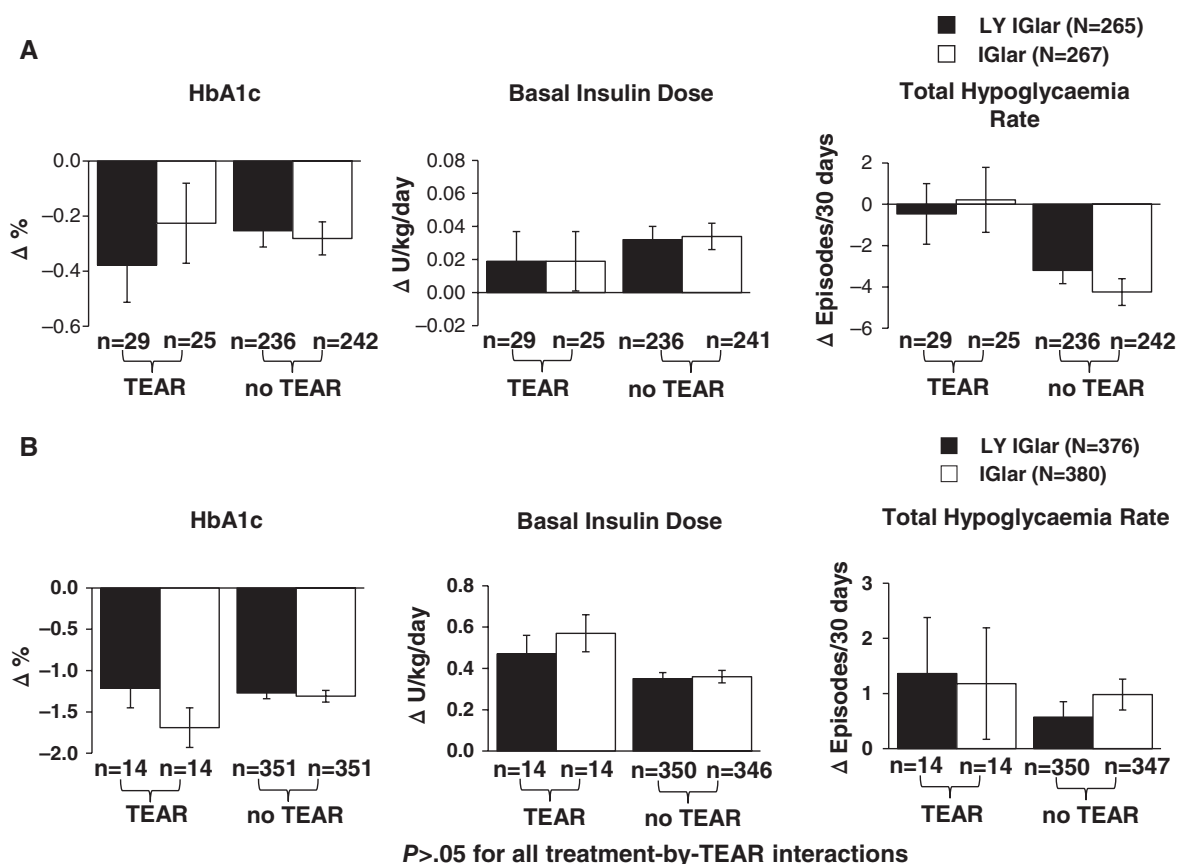 A
LY IGlar (N=265)
IGlar (N=267)
HbA1c
Δ %
0.0
−0.2
−0.4
−0.6
n=29 n=25 n=236 n=242
TEAR no TEAR
Basal Insulin Dose
Δ U/kg/day
0.08
0.06
0.04
0.02
0.00
−0.02
n=29 n=25 n=236 n=241
TEAR no TEAR
Total Hypoglycaemia
Rate
Δ Episodes/30 days
2
0
−2
−4
−6
n=29 n=25 n=236 n=242
TEAR no TEAR
B
LY IGlar (N=376)
IGlar (N=380)
HbA1c
Δ %
0.0
−0.5
−1.0
−1.5
−2.0
n=14 n=14 n=351 n=351
TEAR no TEAR
Basal Insulin Dose
Δ U/kg/day
0.8
0.6
0.4
0.2
0.0
n=14 n=14 n=350 n=346
TEAR no TEAR
Total Hypoglycaemia Rate
Δ Episodes/30 days
3
2
1
0
n=14 n=14 n=350 n=347
TEAR no TEAR
P>.05 for all treatment-by-TEAR interactions